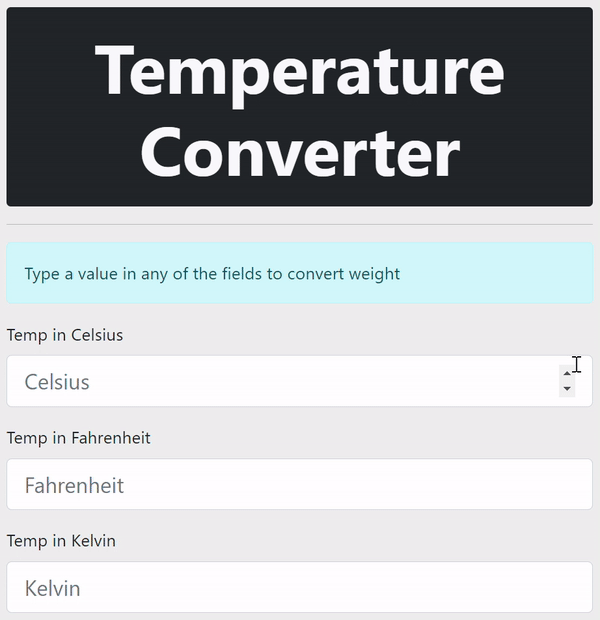 Temperature
Converter
Type a value in any of the fields to convert weight
Temp in Celsius
Celsius
Temp in Fahrenheit
Fahrenheit
Temp in Kelvin
Kelvin